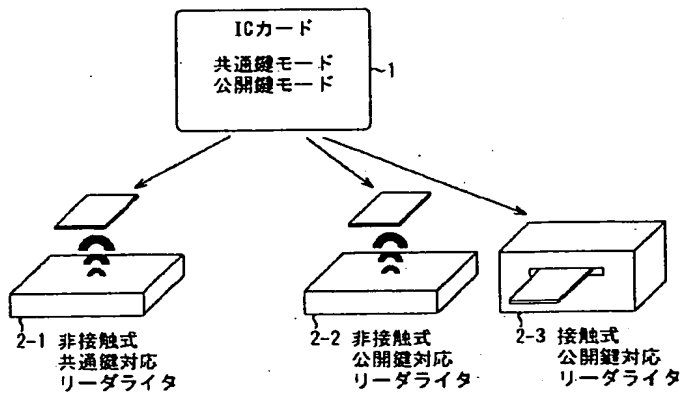 ICカード
共通鍵モード
公開鍵モード
1
2-1 非接触式
共通鍵対応
リーダライタ
2-2 非接触式
公開鍵対応
リーダライタ
2-3 接触式
公開鍵対応
リーダライタ